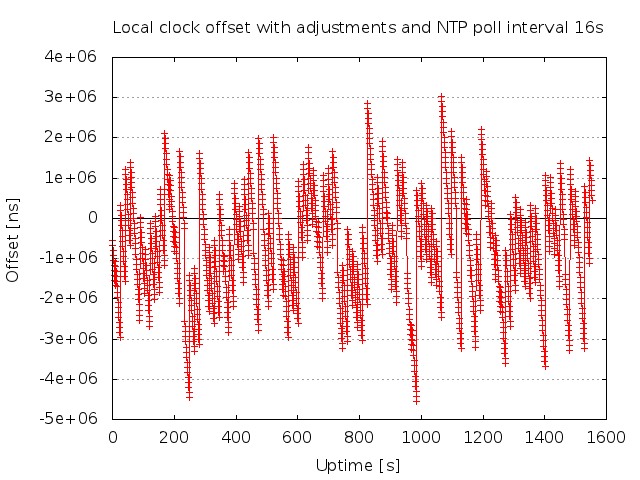 Local clock offset with adjustments and NTP poll interval 16s
4e+06
3e+06
2e+06
1e+06
0
-1e+06
-2e+06
-3e+06
-4e+06
-5e+06
Offset [ns]
0 200 400 600 800 1000 1200 1400 1600
Uptime [s]